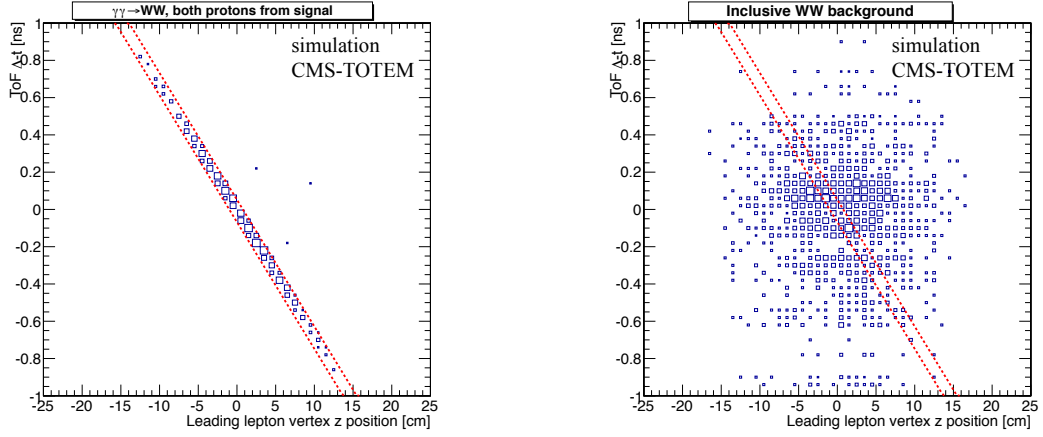 γγ→WW, both protons from signal
ToF Δt [ns]
1
0.8
0.6
0.4
0.2
0
-0.2
-0.4
-0.6
-0.8
-1
simulation
CMS-TOTEM
-25 -20 -15 -10 -5 0 5 10 15 20 25
Leading lepton vertex z position [cm]
Inclusive WW background
ToF Δt [ns]
1
0.8
0.6
0.4
0.2
0
-0.2
-0.4
-0.6
-0.8
-1
simulation
CMS-TOTEM
-25 -20 -15 -10 -5 0 5 10 15 20 25
Leading lepton vertex z position [cm]